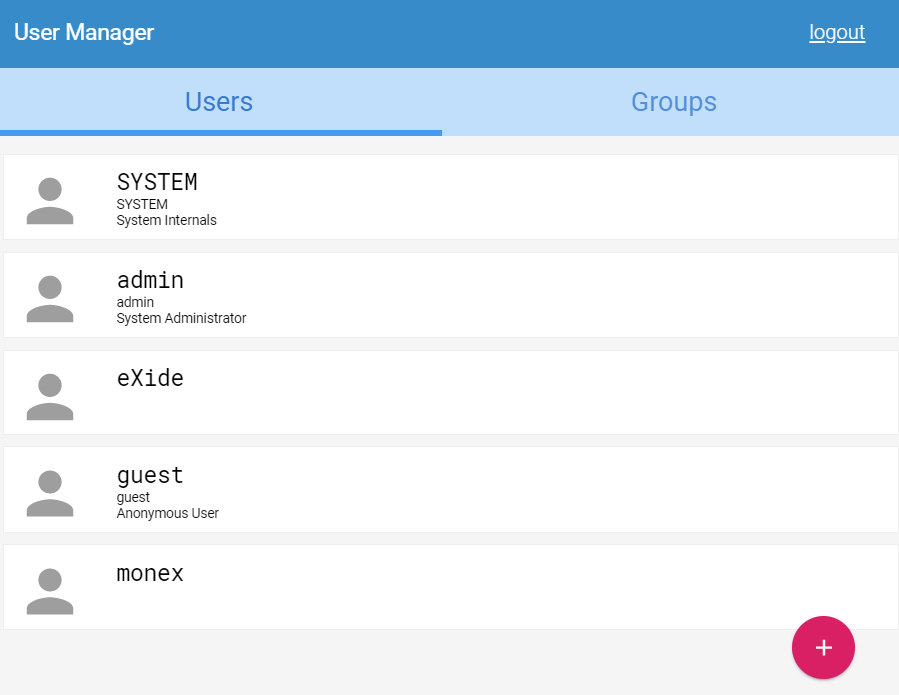 User Manager
logout
Users
Groups
SYSTEM
SYSTEM
System Internals
admin
admin
System Administrator
eXide
guest
guest
Anonymous User
monex
+